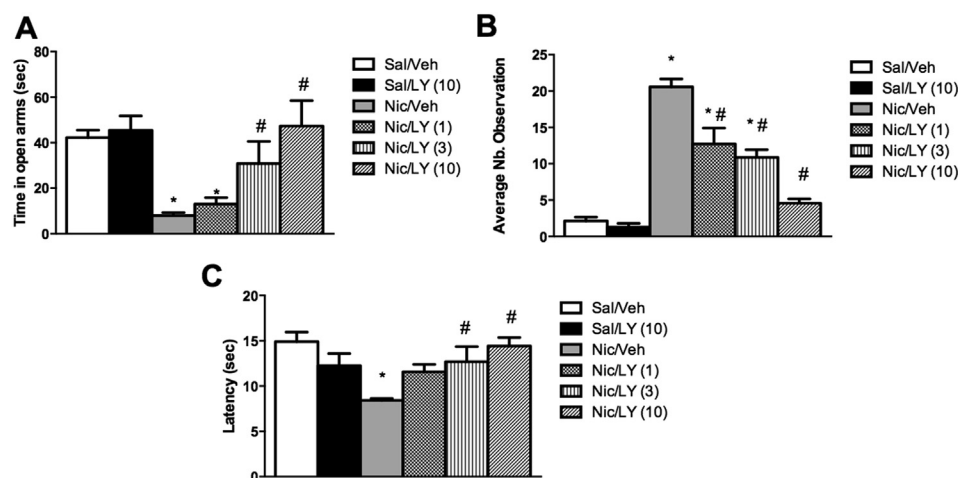 A
Time in open arms (sec)
80
60
40
20
0
*
*
#
#
Sal/Veh
Sal/LY (10)
Nic/Veh
Nic/LY (1)
Nic/LY (3)
Nic/LY (10)
B
Average Nb. Observation
25
20
15
10
5
0
*
* #
* #
#
Sal/Veh
Sal/LY (10)
Nic/Veh
Nic/LY (1)
Nic/LY (3)
Nic/LY (10)
C
Latency (sec)
20
15
10
5
0
*
#
#
Sal/Veh
Sal/LY (10)
Nic/Veh
Nic/LY (1)
Nic/LY (3)
Nic/LY (10)